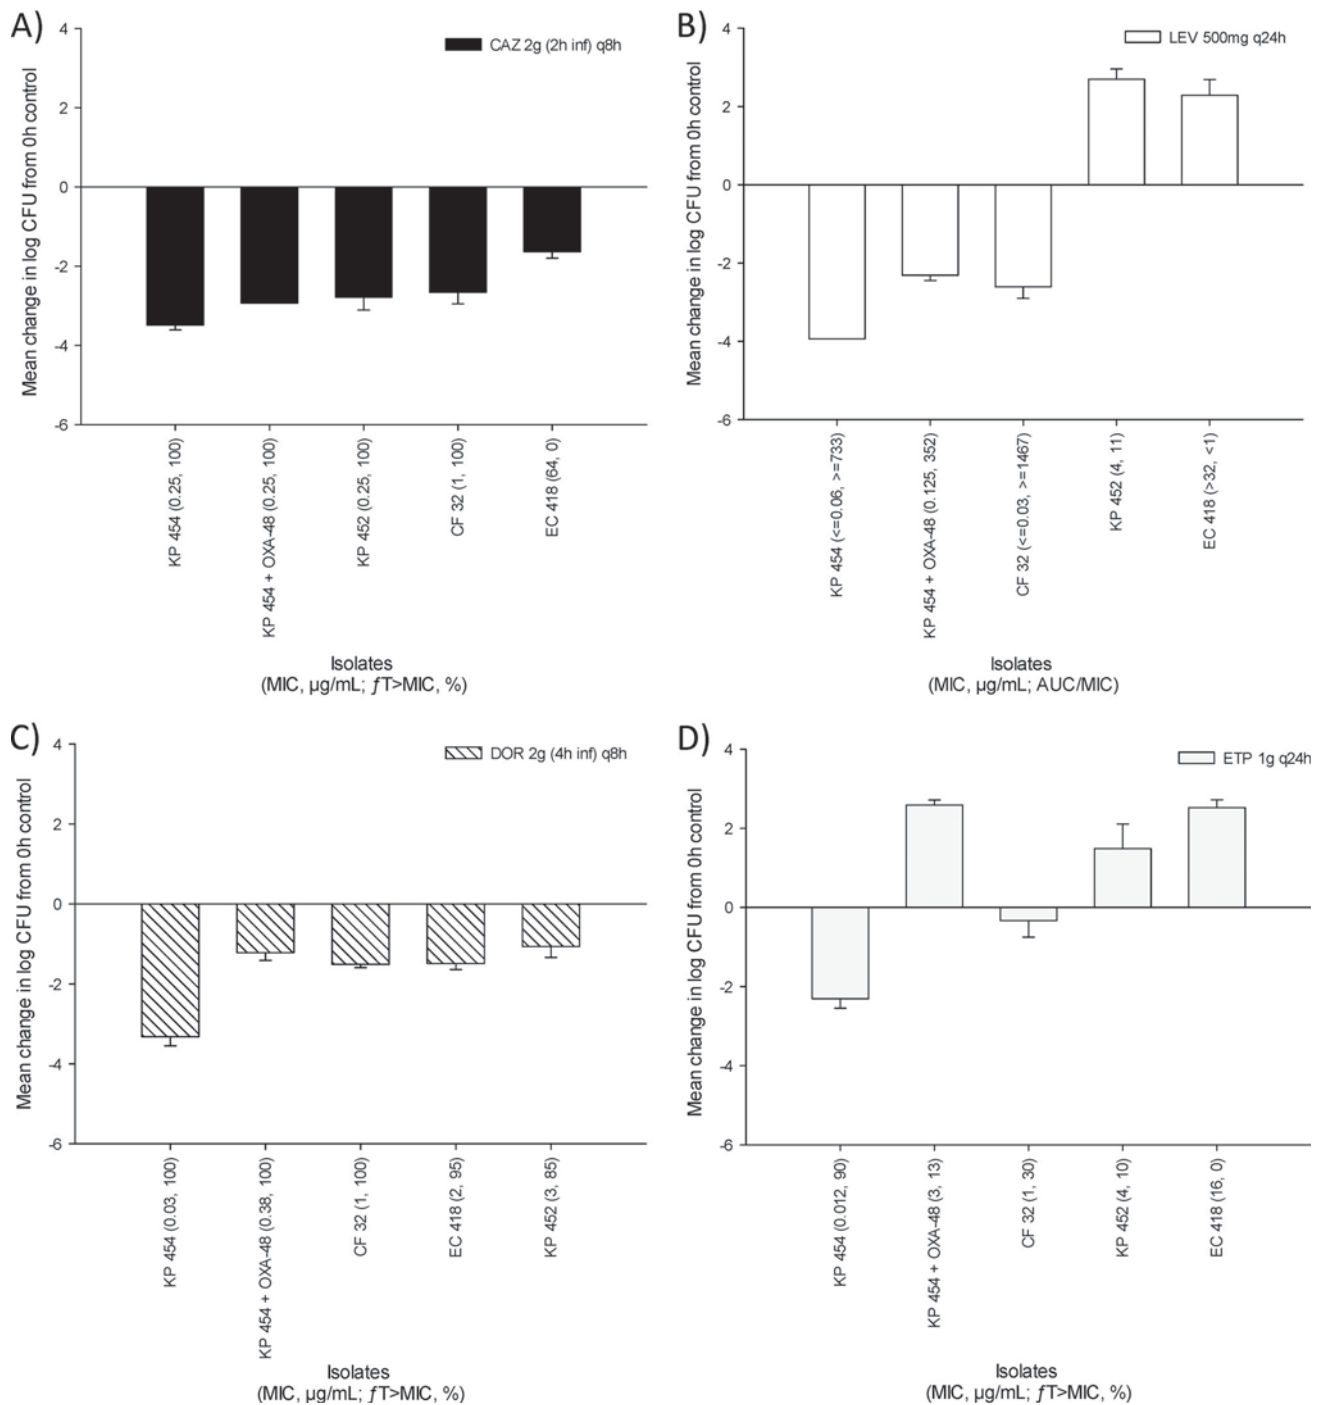 A)
CAZ 2g (2h inf) q8h
Mean change in log CFU from 0h control
4
2
0
-2
-4
-6
KP 454 (0.25, 100)
KP 454 + OXA-48 (0.25, 100)
KP 452 (0.25, 100)
CF 32 (1, 100)
EC 418 (64, 0)
Isolates
(MIC, µg/mL; ƒT>MIC, %)
B)
LEV 500mg q24h
Mean change in log CFU from 0h control
4
2
0
-2
-4
-6
KP 454 (<=0.06, >=733)
KP 454 + OXA-48 (0.125, 352)
CF 32 (<=0.03, >=1467)
KP 452 (4, 11)
EC 418 (>32, <1)
Isolates
(MIC, µg/mL; AUC/MIC)
C)
DOR 2g (4h inf) q8h
Mean change in log CFU from 0h control
4
2
0
-2
-4
-6
KP 454 (0.03, 100)
KP 454 + OXA-48 (0.38, 100)
CF 32 (1, 100)
EC 418 (2, 95)
KP 452 (3, 85)
Isolates
(MIC, µg/mL; ƒT>MIC, %)
D)
ETP 1g q24h
Mean change in log CFU from 0h control
4
2
0
-2
-4
-6
KP 454 (0.012, 90)
KP 454 + OXA-48 (3, 13)
CF 32 (1, 30)
KP 452 (4, 10)
EC 418 (16, 0)
Isolates
(MIC, µg/mL; ƒT>MIC, %)